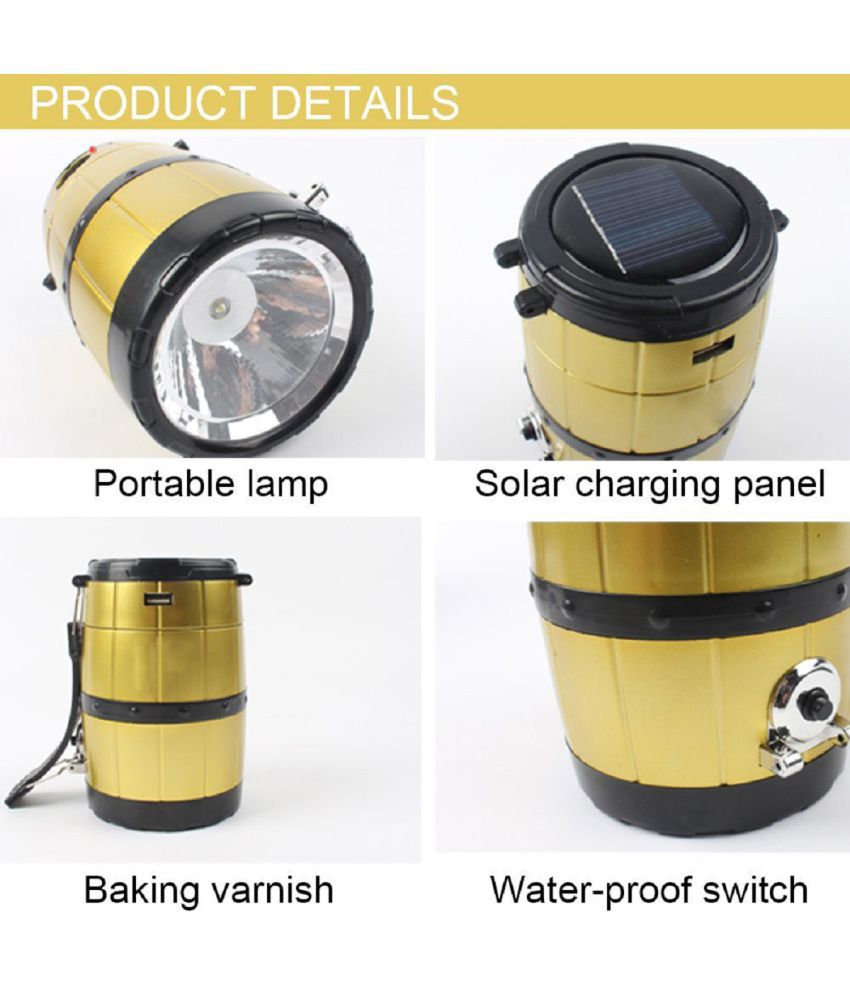 PRODUCT DETAILS
Portable lamp
Solar charging panel
Baking varnish
Water-proof switch